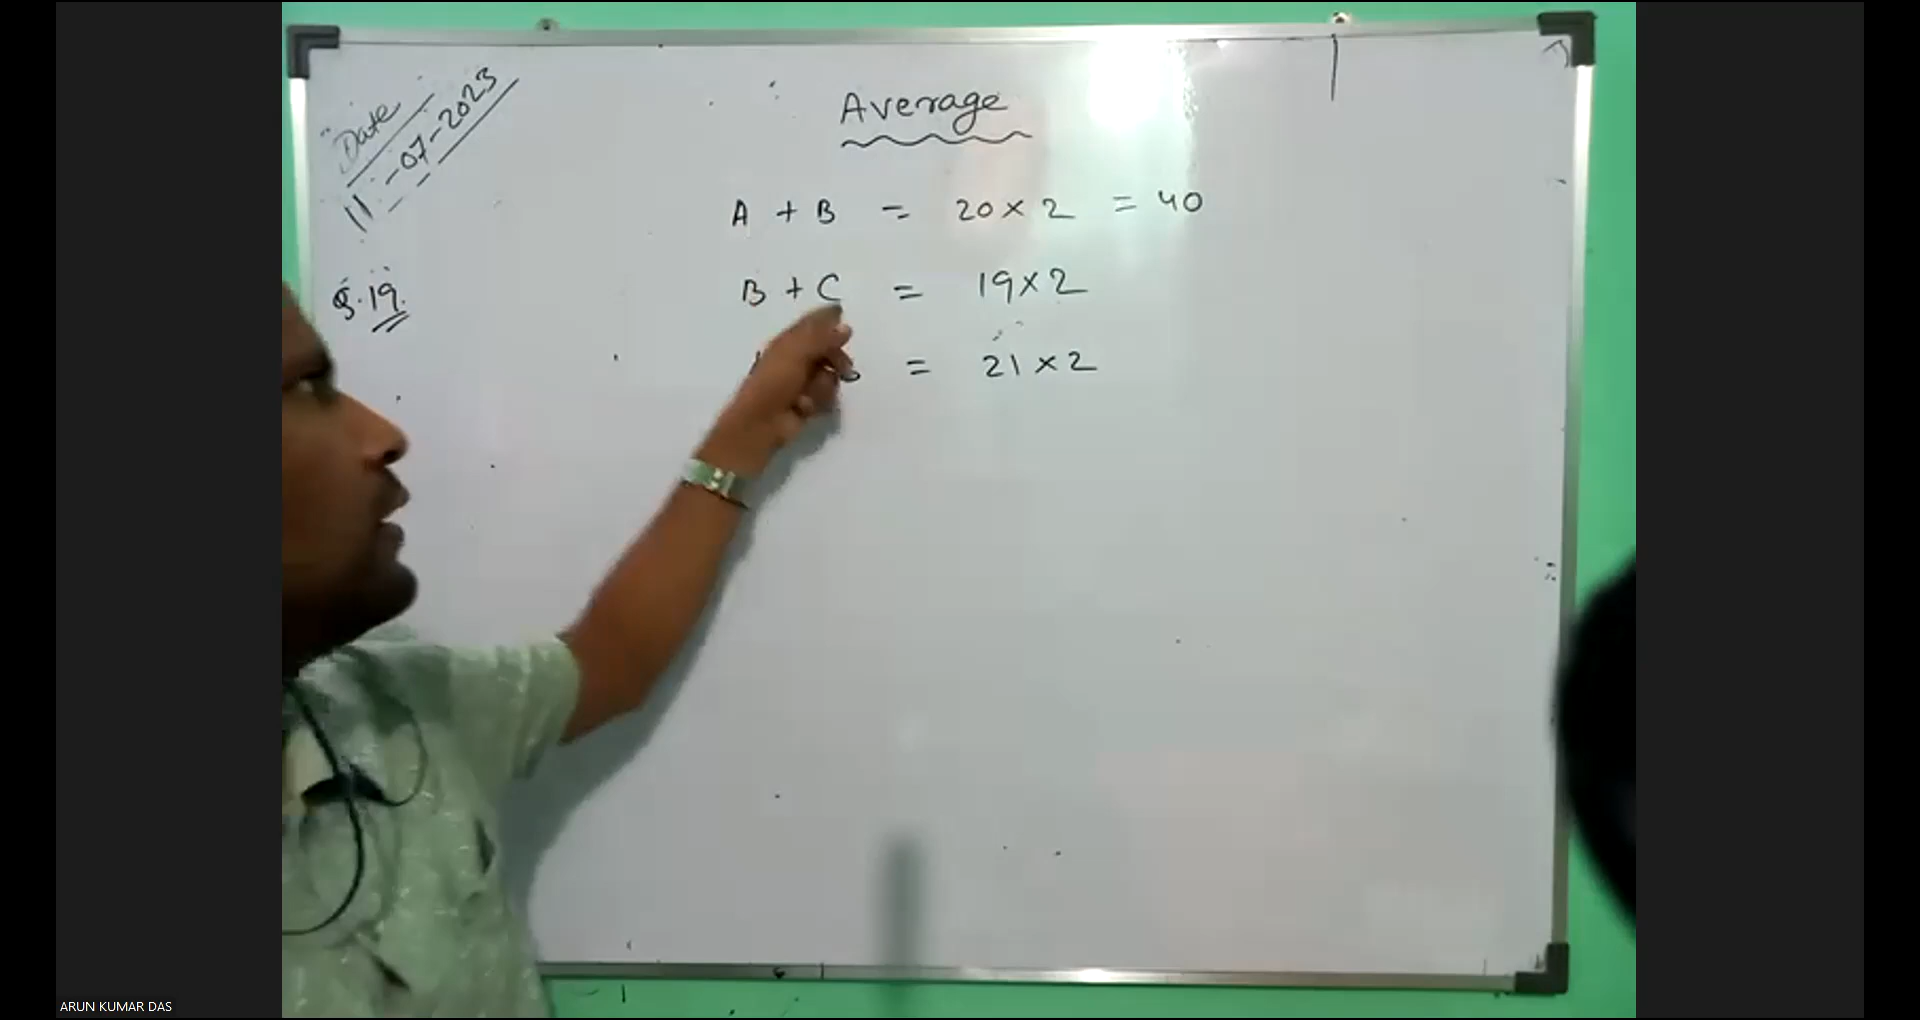 Date
11-07-2023
Average
A + B = 20 × 2 = 40
Q.19.
B + C = 19 × 2
= 21 × 2
ARUN KUMAR DAS